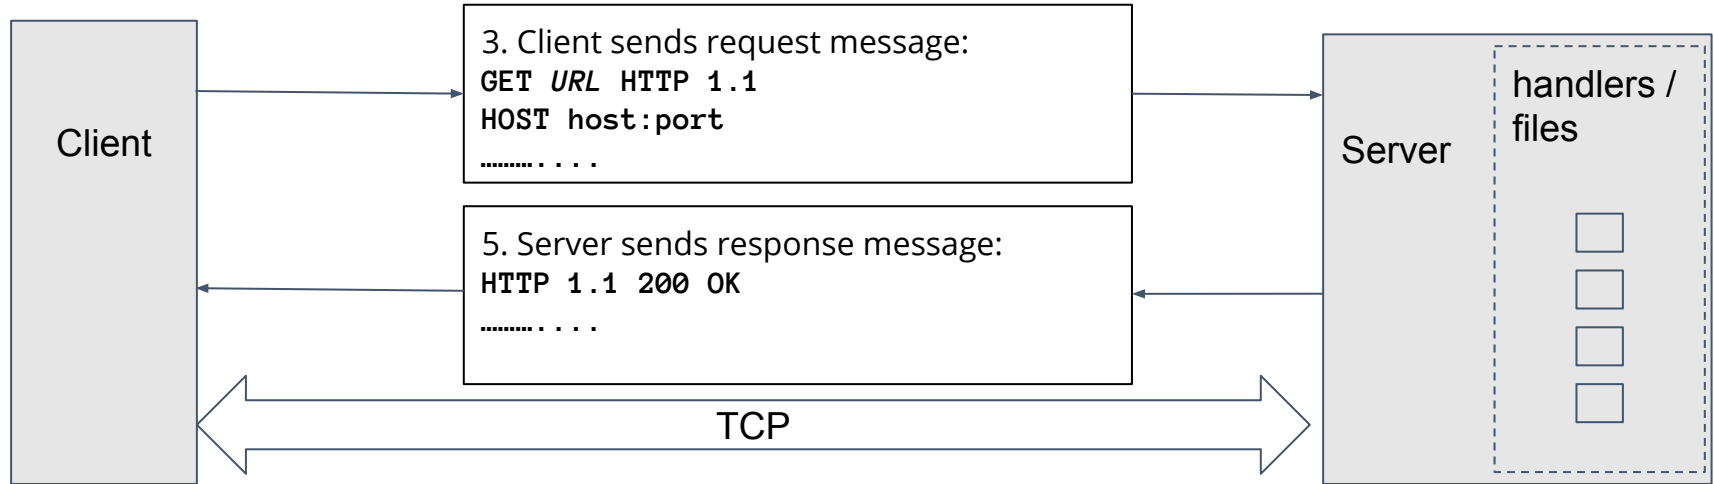 Client
3. Client sends request message:
GET URL HTTP 1.1
HOST host:port
…………....
5. Server sends response message:
HTTP 1.1 200 OK
…………....
TCP
Server
handlers /
files